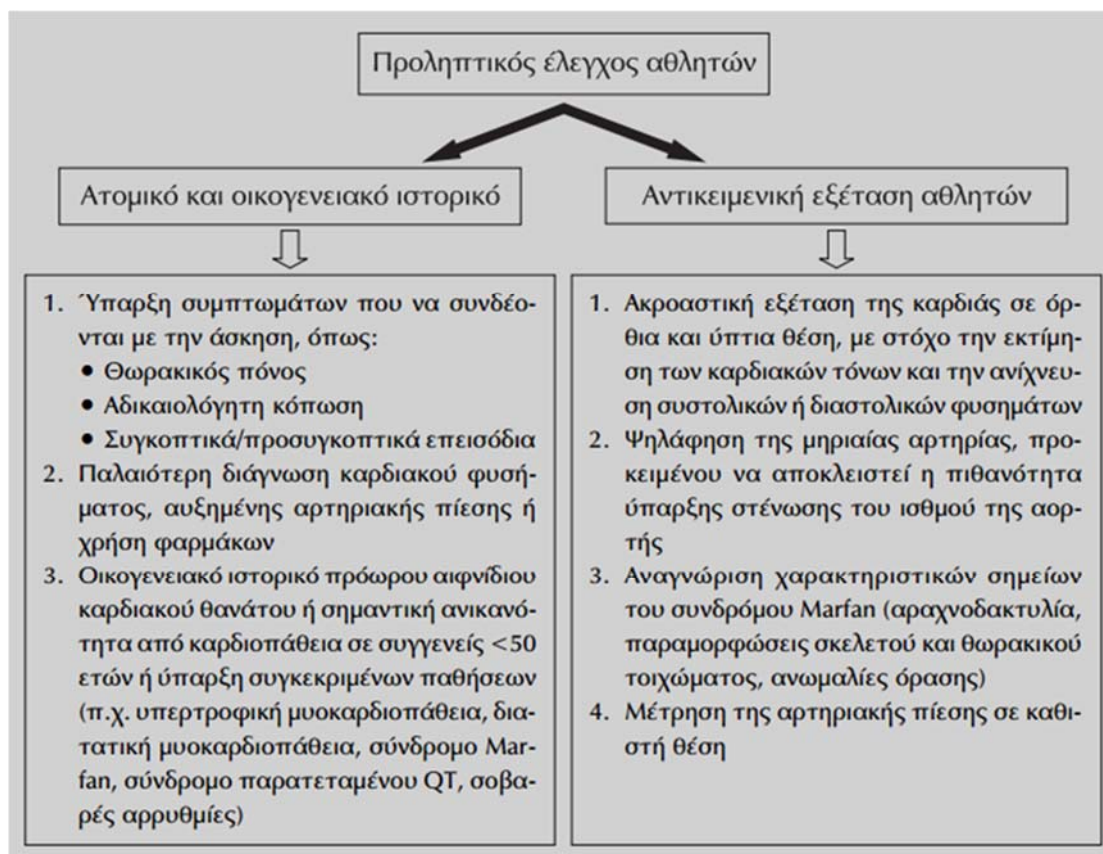 Προληπτικός έλεγχος αθλητών
Ατομικό και οικογενειακό ιστορικό
1. Ύπαρξη συμπτωμάτων που να συνδέο-
νται με την άσκηση, όπως:
• Θωρακικός πόνος
• Αδικαιολόγητη κόπωση
• Συγκοπτικά/προσυγκοπτικά επεισόδια
2. Παλαιότερη διάγνωση καρδιακού φυσή-
ματος, αυξημένης αρτηριακής πίεσης ή
χρήση φαρμάκων
3. Οικογενειακό ιστορικό πρόωρου αιφνίδιου
καρδιακού θανάτου ή σημαντική ανικανό-
τητα από καρδιοπάθεια σε συγγενείς <50
ετών ή ύπαρξη συγκεκριμένων παθήσεων
(π.χ. υπερτροφική μυοκαρδιοπάθεια, δια-
τατική μυοκαρδιοπάθεια, σύνδρομο Mar-
fan, σύνδρομο παρατεταμένου QT, σοβα-
ρές αρρυθμίες)
Αντικειμενική εξέταση αθλητών
1. Ακροαστική εξέταση της καρδιάς σε όρ-
θια και ύπτια θέση, με στόχο την εκτίμη-
ση των καρδιακών τόνων και την ανίχνευ-
ση συστολικών ή διαστολικών φυσημάτων
2. Ψηλάφηση της μηριαίας αρτηρίας, προ-
κειμένου να αποκλειστεί η πιθανότητα
ύπαρξης στένωσης του ισθμού της αορ-
τής
3. Αναγνώριση χαρακτηριστικών σημείων
του συνδρόμου Marfan (αραχνοδακτυλία,
παραμορφώσεις σκελετού και θωρακικού
τοιχώματος, ανωμαλίες όρασης)
4. Μέτρηση της αρτηριακής πίεσης σε καθι-
στή θέση